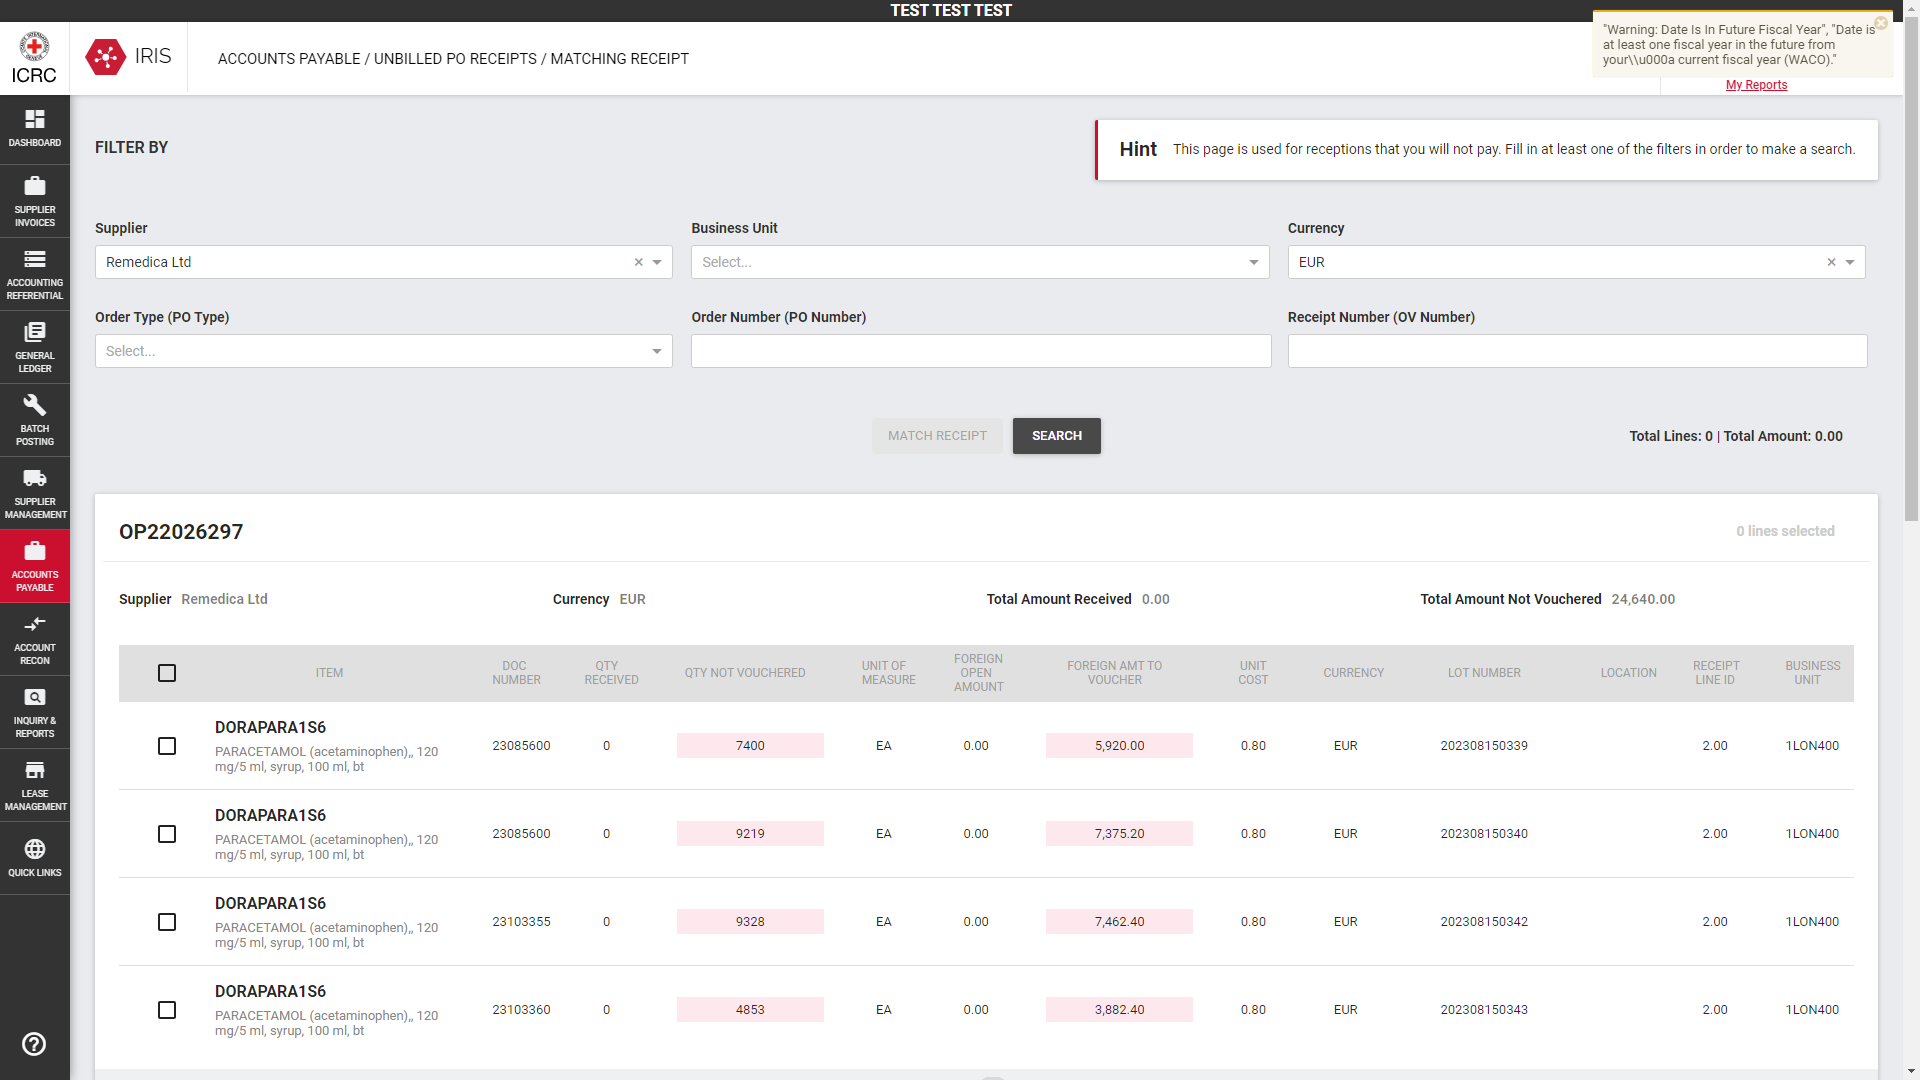 TEST TEST TEST
"Warning: Date Is In Future Fiscal Year", "Date is
at least one fiscal year in the future from
your\\u000a current fiscal year (WACO)."
My Reports
ICRC
IRIS
ACCOUNTS PAYABLE / UNBILLED PO RECEIPTS / MATCHING RECEIPT
DASHBOARD
SUPPLIER
INVOICES
ACCOUNTING
REFERENTIAL
GENERAL
LEDGER
BATCH
POSTING
SUPPLIER
MANAGEMENT
ACCOUNTS
PAYABLE
ACCOUNT
RECON
INQUIRY &
REPORTS
LEASE
MANAGEMENT
QUICK LINKS
FILTER BY
Hint This page is used for receptions that you will not pay. Fill in at least one of the filters in order to make a search.
Supplier
Remedica Ltd
Business Unit
Select...
Currency
EUR
Order Type (PO Type)
Select...
Order Number (PO Number)
Receipt Number (OV Number)
MATCH RECEIPT
SEARCH
Total Lines: 0 | Total Amount: 0.00
OP22026297
0 lines selected
Supplier Remedica Ltd
Currency EUR
Total Amount Received 0.00
Total Amount Not Vouchered 24,640.00
ITEM
DOC
NUMBER
QTY
RECEIVED
QTY NOT VOUCHERED
UNIT OF
MEASURE
FOREIGN
OPEN
AMOUNT
FOREIGN AMT TO
VOUCHER
UNIT
COST
CURRENCY
LOT NUMBER
LOCATION
RECEIPT
LINE ID
BUSINESS
UNIT
DORAPARA1S6
PARACETAMOL (acetaminophen),, 120
mg/5 ml, syrup, 100 ml, bt
23085600 0 7400 EA 0.00 5,920.00 0.80 EUR 202308150339 2.00 1LON400
DORAPARA1S6
PARACETAMOL (acetaminophen),, 120
mg/5 ml, syrup, 100 ml, bt
23085600 0 9219 EA 0.00 7,375.20 0.80 EUR 202308150340 2.00 1LON400
DORAPARA1S6
PARACETAMOL (acetaminophen),, 120
mg/5 ml, syrup, 100 ml, bt
23103355 0 9328 EA 0.00 7,462.40 0.80 EUR 202308150342 2.00 1LON400
DORAPARA1S6
PARACETAMOL (acetaminophen),, 120
mg/5 ml, syrup, 100 ml, bt
23103360 0 4853 EA 0.00 3,882.40 0.80 EUR 202308150343 2.00 1LON400